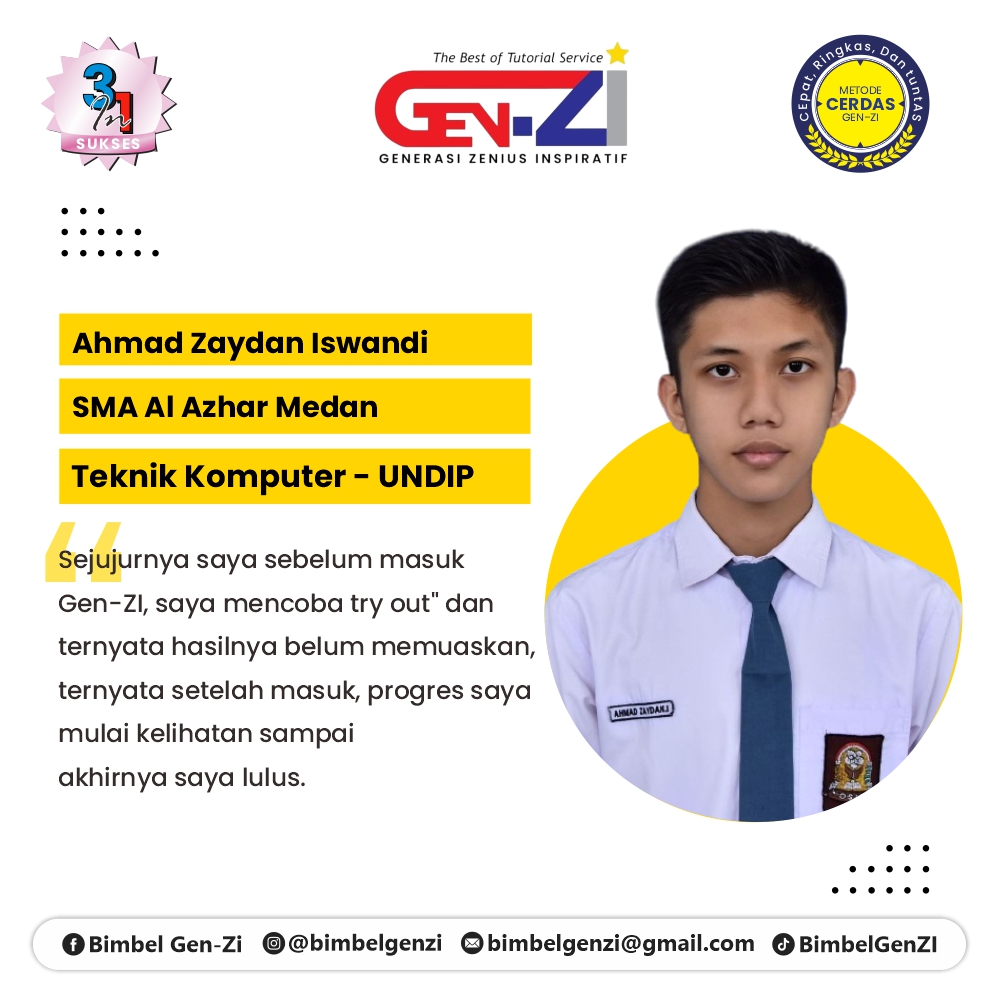 3 In 1
SUKSES
The Best of Tutorial Service
GEN-ZI
GENERASI ZENIUS INSPIRATIF
CEpat, Ringkas, Dan tuntAS
METODE
CERDAS
GEN-ZI
Ahmad Zaydan Iswandi
SMA Al Azhar Medan
Teknik Komputer - UNDIP
Sejujurnya saya sebelum masuk
Gen-ZI, saya mencoba try out" dan
ternyata hasilnya belum memuaskan,
ternyata setelah masuk, progres saya
mulai kelihatan sampai
akhirnya saya lulus.
AHMAD ZAYDAN.I
Bimbel Gen-Zi @bimbelgenzi bimbelgenzi@gmail.com BimbelGenZI